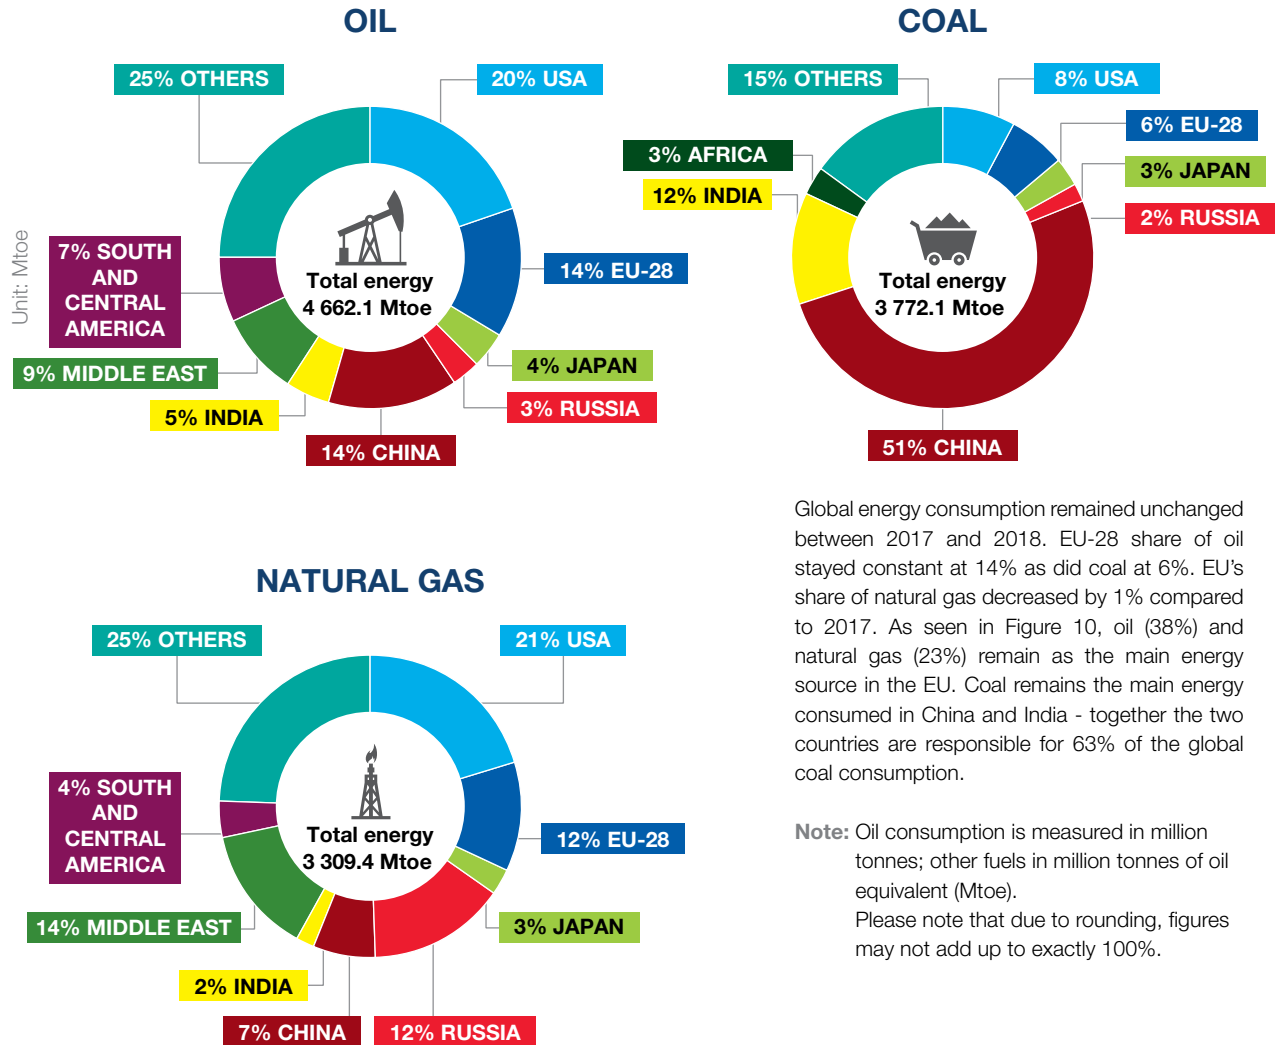 OIL
25% OTHERS
20% USA
Unit: Mtoe
7% SOUTH
AND
CENTRAL
AMERICA
14% EU-28
Total energy
4 662.1 Mtoe
9% MIDDLE EAST
4% JAPAN
5% INDIA
3% RUSSIA
14% CHINA
COAL
15% OTHERS
8% USA
6% EU-28
3% AFRICA
3% JAPAN
12% INDIA
2% RUSSIA
Total energy
3 772.1 Mtoe
51% CHINA
NATURAL GAS
25% OTHERS
21% USA
4% SOUTH
AND
CENTRAL
AMERICA
Total energy
3 309.4 Mtoe
12% EU-28
14% MIDDLE EAST
3% JAPAN
2% INDIA
7% CHINA
12% RUSSIA
Global energy consumption remained unchanged
between 2017 and 2018. EU-28 share of oil
stayed constant at 14% as did coal at 6%. EU’s
share of natural gas decreased by 1% compared
to 2017. As seen in Figure 10, oil (38%) and
natural gas (23%) remain as the main energy
source in the EU. Coal remains the main energy
consumed in China and India - together the two
countries are responsible for 63% of the global
coal consumption.
Note: Oil consumption is measured in million
tonnes; other fuels in million tonnes of oil
equivalent (Mtoe).
Please note that due to rounding, figures
may not add up to exactly 100%.